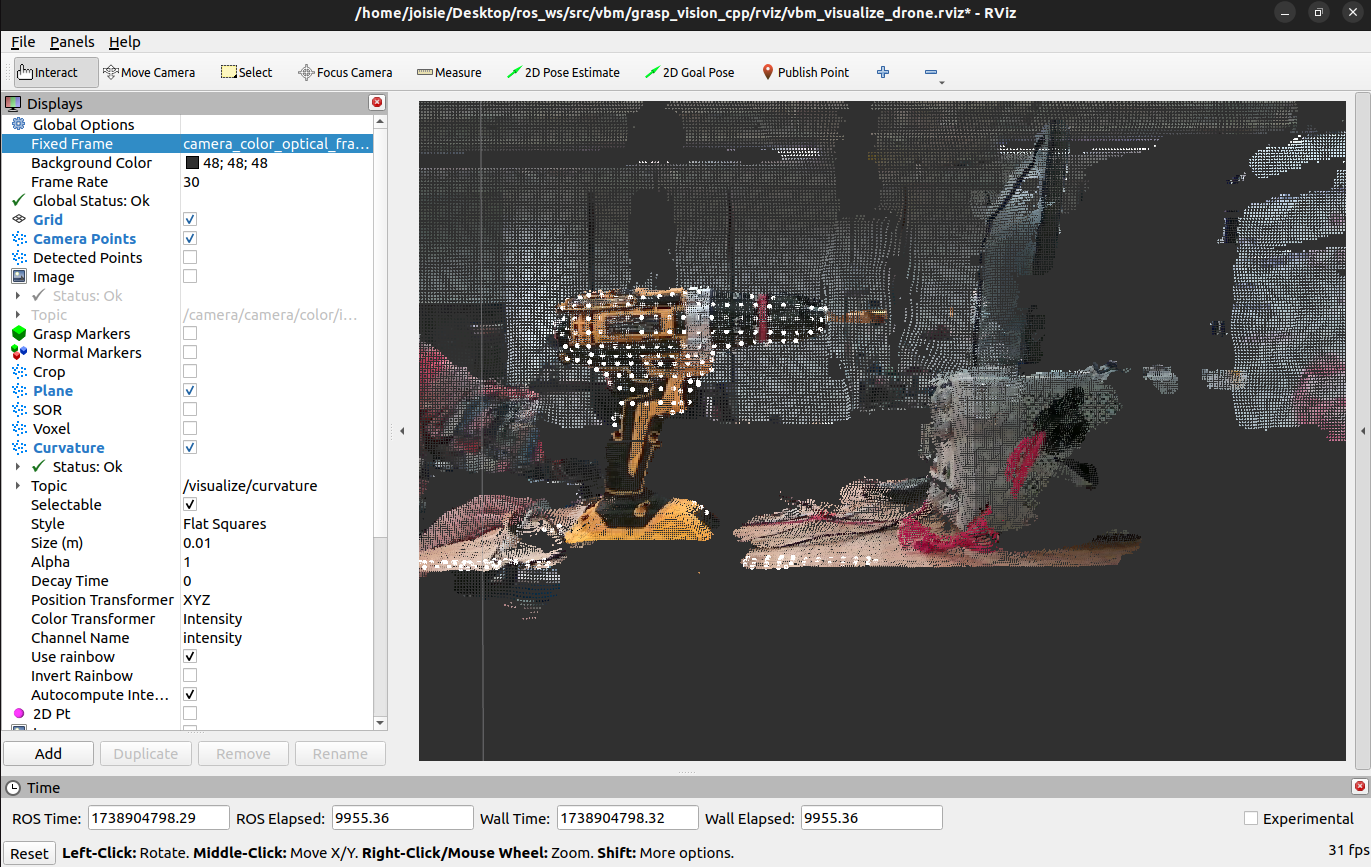 /home/joisie/Desktop/ros_ws/src/vbm/grasp_vision_cpp/rviz/vbm_visualize_drone.rviz* - RViz
File Panels Help
Interact Move Camera Select Focus Camera Measure 2D Pose Estimate 2D Goal Pose Publish Point
Displays
Global Options
Fixed Frame camera_color_optical_fra...
Background Color 48; 48; 48
Frame Rate 30
Global Status: Ok
Grid
Camera Points
Detected Points
Image
Status: Ok
Topic /camera/camera/color/i...
Grasp Markers
Normal Markers
Crop
Plane
SOR
Voxel
Curvature
Status: Ok
Topic /visualize/curvature
Selectable
Style Flat Squares
Size (m) 0.01
Alpha 1
Decay Time 0
Position Transformer XYZ
Color Transformer Intensity
Channel Name intensity
Use rainbow
Invert Rainbow
Autocompute Inte...
2D Pt
Add Duplicate Remove Rename
Time
ROS Time: 1738904798.29 ROS Elapsed: 9955.36 Wall Time: 1738904798.32 Wall Elapsed: 9955.36 Experimental
Reset Left-Click: Rotate. Middle-Click: Move X/Y. Right-Click/Mouse Wheel: Zoom. Shift: More options. 31 fps